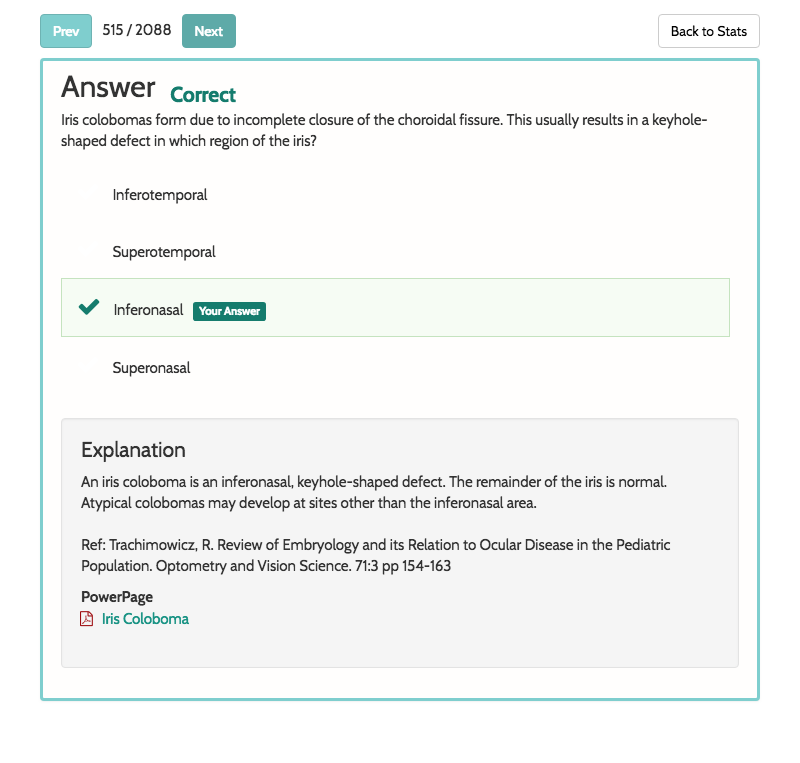 Prev 515 / 2088 Next Back to Stats
Answer Correct
Iris colobomas form due to incomplete closure of the choroidal fissure. This usually results in a keyhole-
shaped defect in which region of the iris?
Inferotemporal
Superotemporal
Inferonasal Your Answer
Superonasal
Explanation
An iris coloboma is an inferonasal, keyhole-shaped defect. The remainder of the iris is normal.
Atypical colobomas may develop at sites other than the inferonasal area.
Ref: Trachimowicz, R. Review of Embryology and its Relation to Ocular Disease in the Pediatric
Population. Optometry and Vision Science. 71:3 pp 154-163
PowerPage
Iris Coloboma